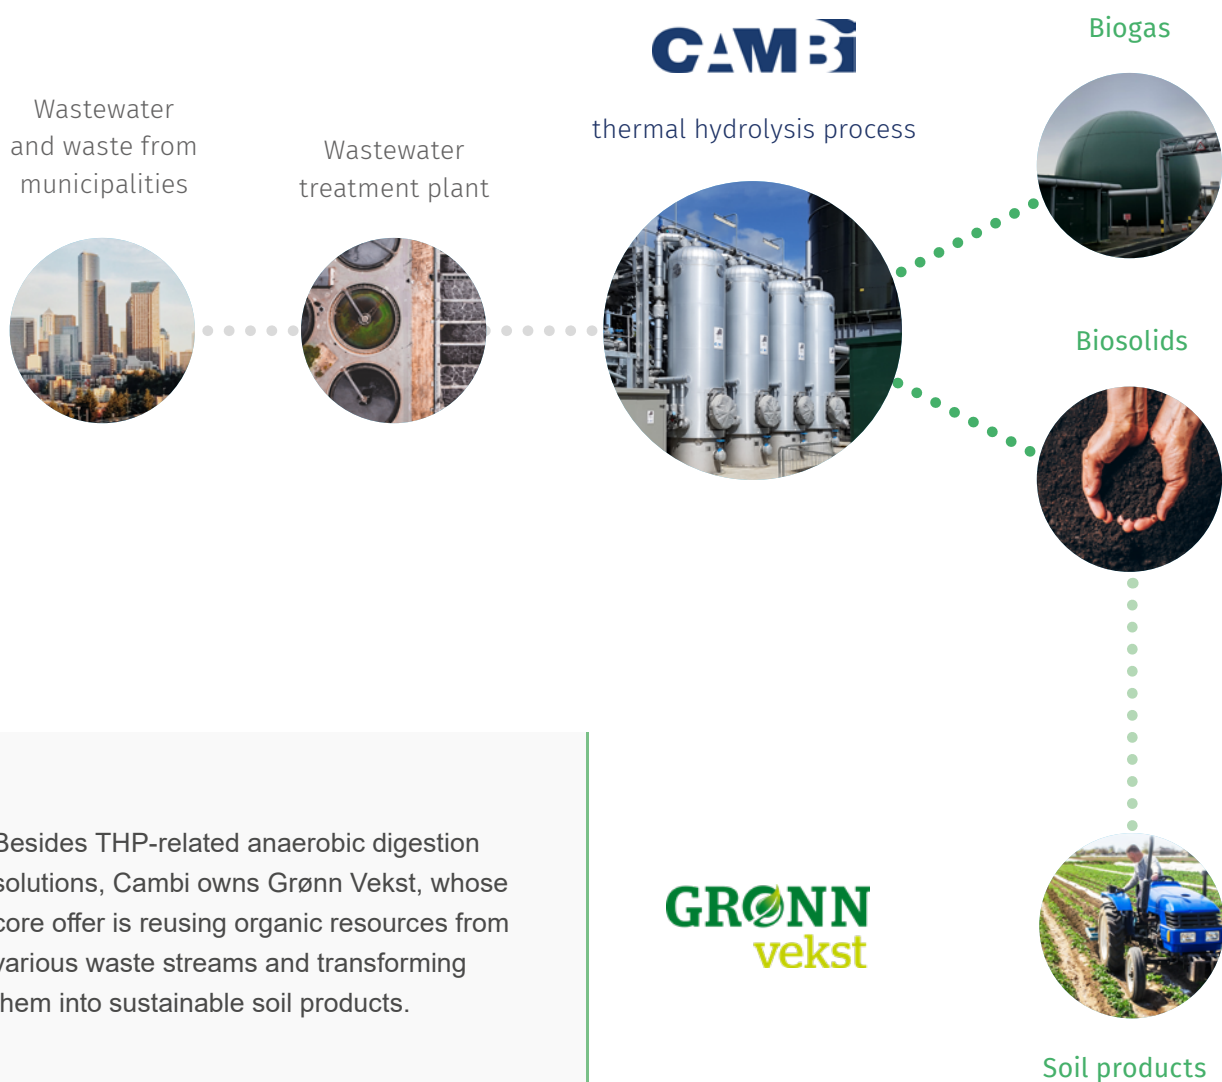 CAMBI
Biogas
Wastewater
and waste from
municipalities
thermal hydrolysis process
Wastewater
treatment plant
Biosolids
Besides THP-related anaerobic digestion
solutions, Cambi owns Grønn Vekst, whose
core offer is reusing organic resources from
various waste streams and transforming
them into sustainable soil products.
GRØNN
vekst
Soil products